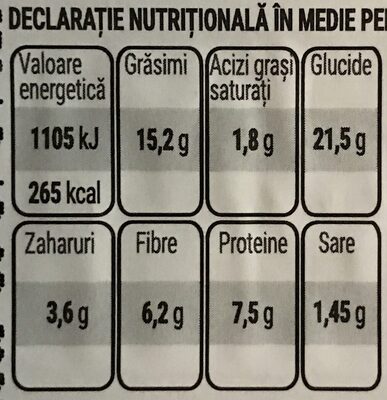 DECLARAȚIE NUTRIȚIONALĂ ÎN MEDIE
Valoare energetică
1105 kJ
265 kcal
Grăsimi
15,2 g
Acizi grași saturați
1,8 g
Glucide
21,5 g
Zaharuri
3,6 g
Fibre
6,2 g
Proteine
7,5 g
Sare
1,45 g